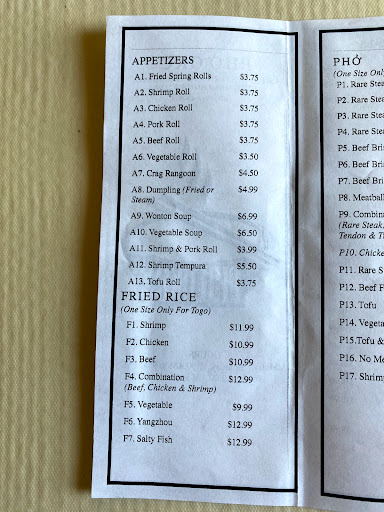 APPETIZERS
A1. Fried Spring Rolls $3.75
A2. Shrimp Roll $3.75
A3. Chicken Roll $3.75
A4. Pork Roll $3.75
A5. Beef Roll $3.75
A6. Vegetable Roll $3.50
A7. Crag Rangoon $4.50
A8. Dumpling (Fried or $4.99
Steam)
A9. Wonton Soup $6.99
A10. Vegetable Soup $6.50
A11. Shrimp & Pork Roll $3.99
A12. Shrimp Tempura $5.50
A13. Tofu Roll $3.75
FRIED RICE
(One Size Only For Togo)
F1. Shrimp $11.99
F2. Chicken $10.99
F3. Beef $10.99
F4. Combination $12.99
(Beef, Chicken & Shrimp)
F5. Vegetable $9.99
F6. Yangzhou $12.99
F7. Salty Fish $12.99
PHỞ
(One Size Onl
P1. Rare Stea
P2. Rare Stea
P3. Rare Stea
P4. Rare Stea
P5. Beef Bri
P6. Beef Bri
P7. Beef Bri
P8. Meatball
P9. Combina
(Rare Steak,
Tendon & T
P10. Chicke
P11. Rare S
P12. Beef F
P13. Tofu
P14. Vegeta
P15.Tofu &
P16. No Me
P17. Shrim